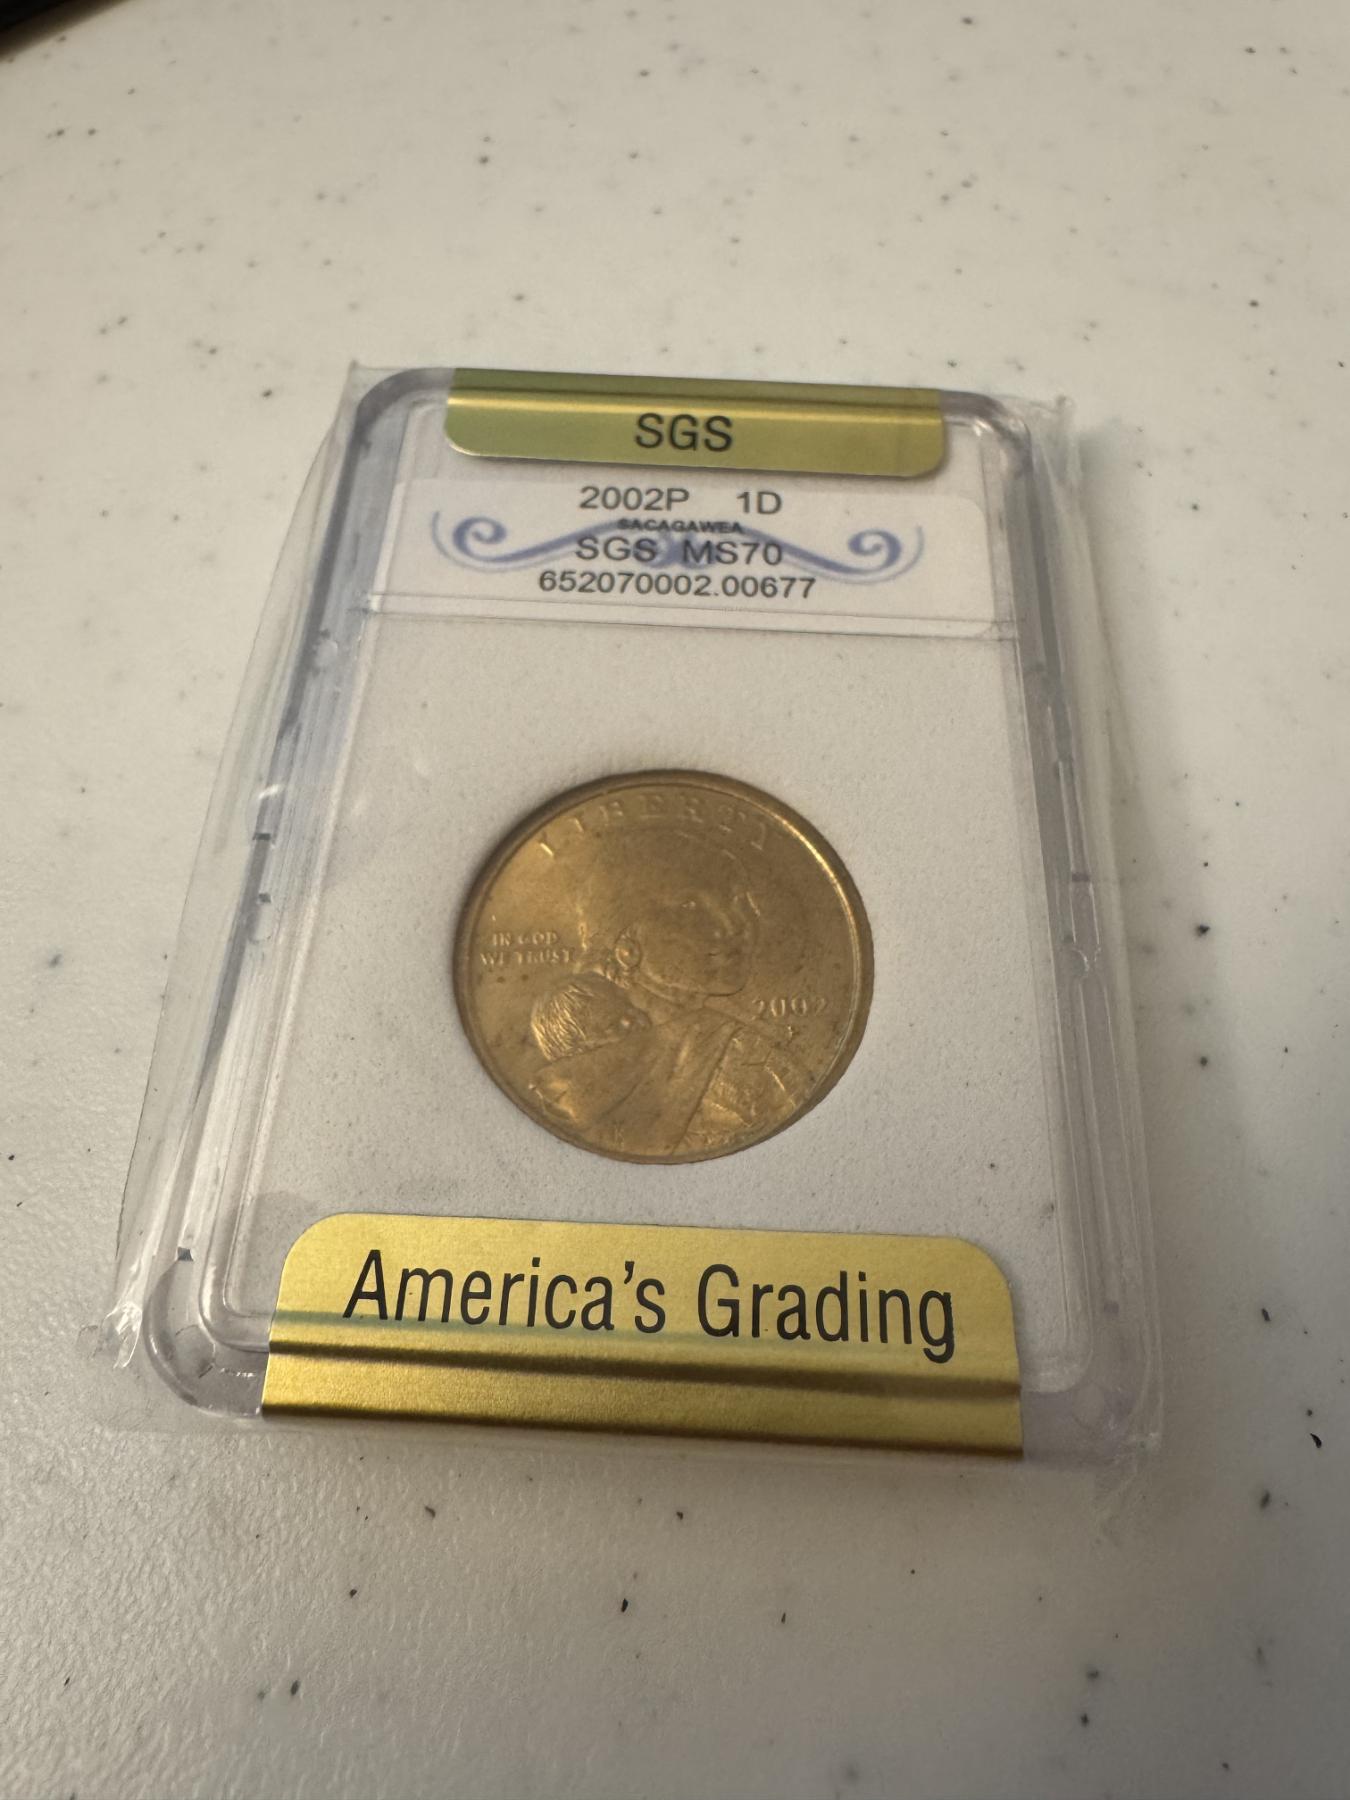 SGS
2002P 1D
SACAGAWEA
SGS MS70
652070002.00677
LIBERTY
IN GOD
WE TRUST
2002
P
America's Grading